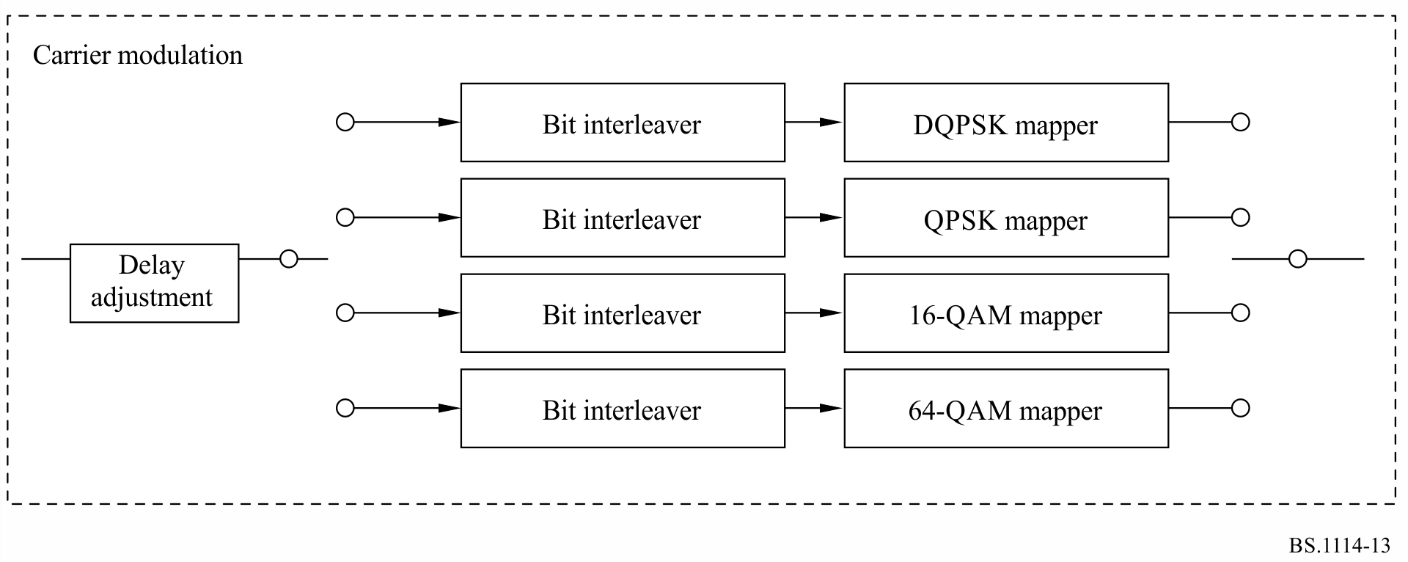 Carrier modulation
Bit interleaver
DQPSK mapper
Bit interleaver
QPSK mapper
Delay
adjustment
Bit interleaver
16-QAM mapper
Bit interleaver
64-QAM mapper
BS.1114-13